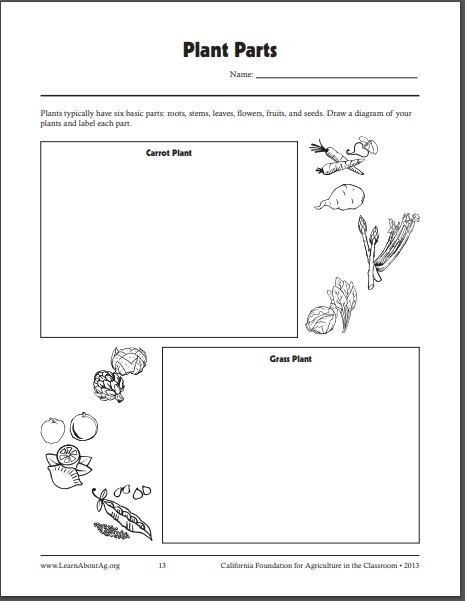 Plant Parts
Name:
Plants typically have six basic parts: roots, stems, leaves, flowers, fruits, and seeds. Draw a diagram of your
plants and label each part.
Carrot Plant
Grass Plant
www.LearnAboutAg.org 13 California Foundation for Agriculture in the Classroom • 2013